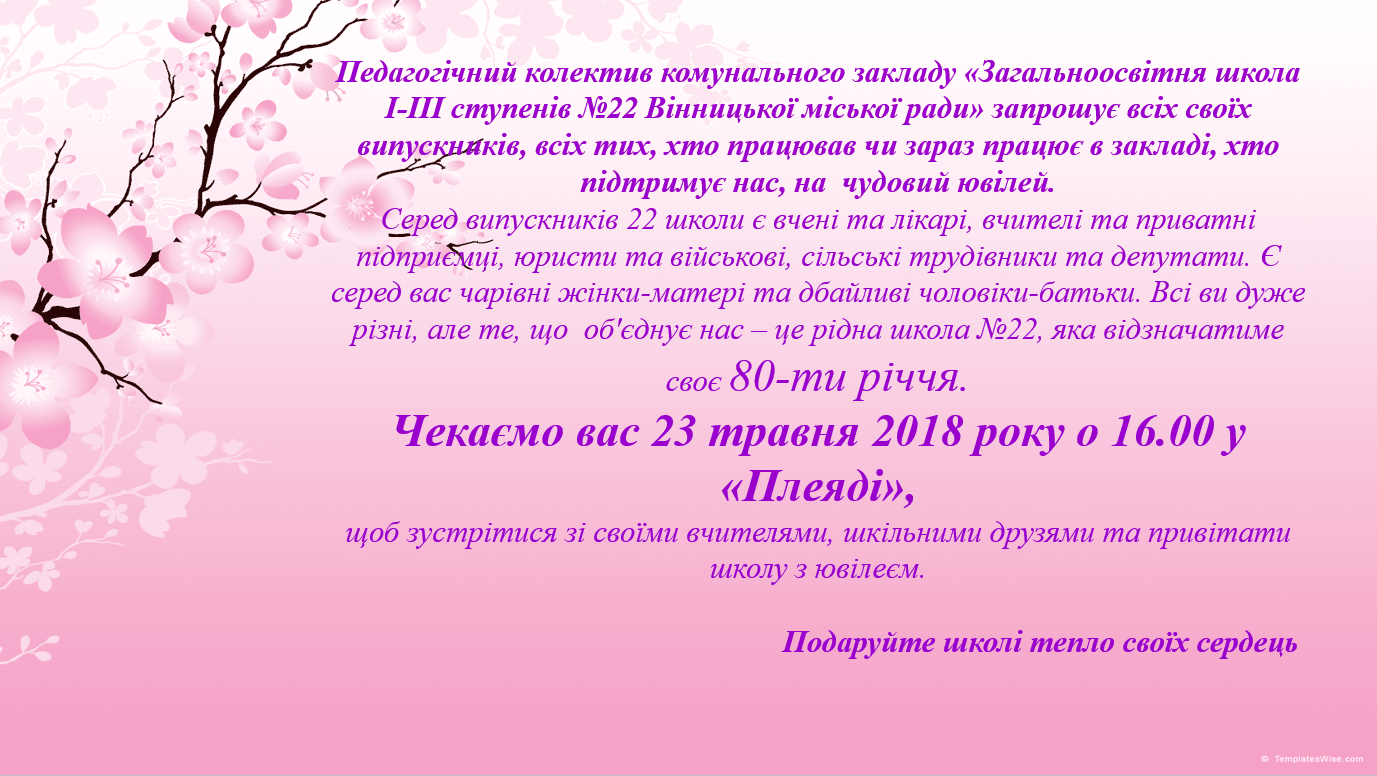 Педагогічний колектив комунального закладу «Загальноосвітня школа
І-ІІІ ступенів №22 Вінницької міської ради» запрошує всіх своїх
випускників, всіх тих, хто працював чи зараз працює в закладі, хто
підтримує нас, на  чудовий ювілей.
Серед випускників 22 школи є вчені та лікарі, вчителі та приватні
підприємці, юристи та військові, сільські трудівники та депутати. Є
серед вас чарівні жінки-матері та дбайливі чоловіки-батьки. Всі ви дуже
різні, але те, що  об'єднує нас – це рідна школа №22, яка відзначатиме
своє 80-ти річчя.
Чекаємо вас 23 травня 2018 року о 16.00 у
«Плеяді»,
щоб зустрітися зі своїми вчителями, шкільними друзями та привітати
школу з ювілеєм.
Подаруйте школі тепло своїх сердець
© TemplatesWise.com